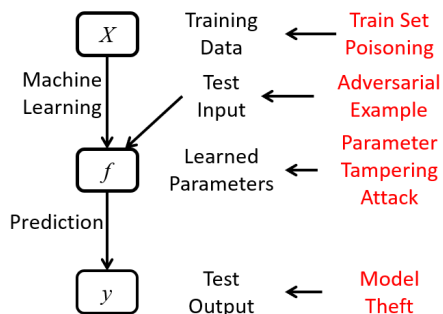 X
Training
Data
Train Set
Poisoning
Machine
Learning
Test
Input
Adversarial
Example
f
Learned
Parameters
Parameter
Tampering
Attack
Prediction
y
Test
Output
Model
Theft